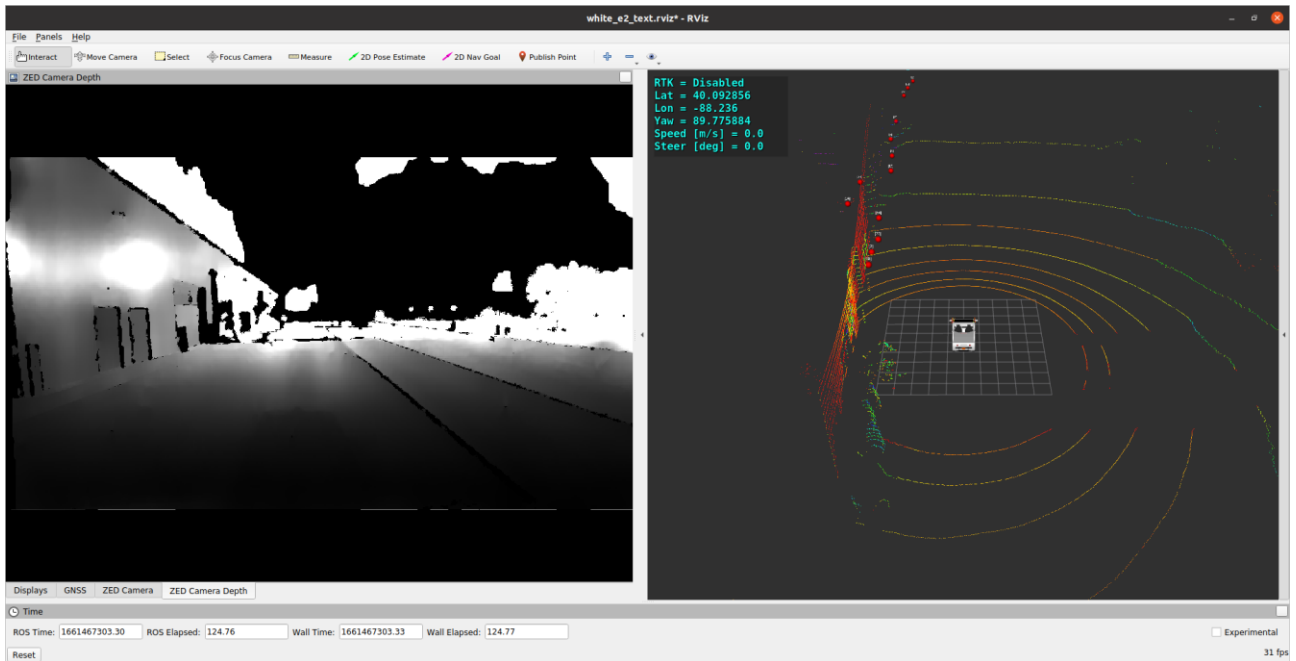 white_e2_text.rviz* - RViz
File Panels Help
Interact Move Camera Select Focus Camera Measure 2D Pose Estimate 2D Nav Goal Publish Point
ZED Camera Depth
RTK = Disabled
Lat = 40.092856
Lon = -88.236
Yaw = 89.775884
Speed [m/s] = 0.0
Steer [deg] = 0.0
Displays GNSS ZED Camera ZED Camera Depth
Time
ROS Time: 1661467303.30 ROS Elapsed: 124.76 Wall Time: 1661467303.33 Wall Elapsed: 124.77 Experimental
Reset 31 fps